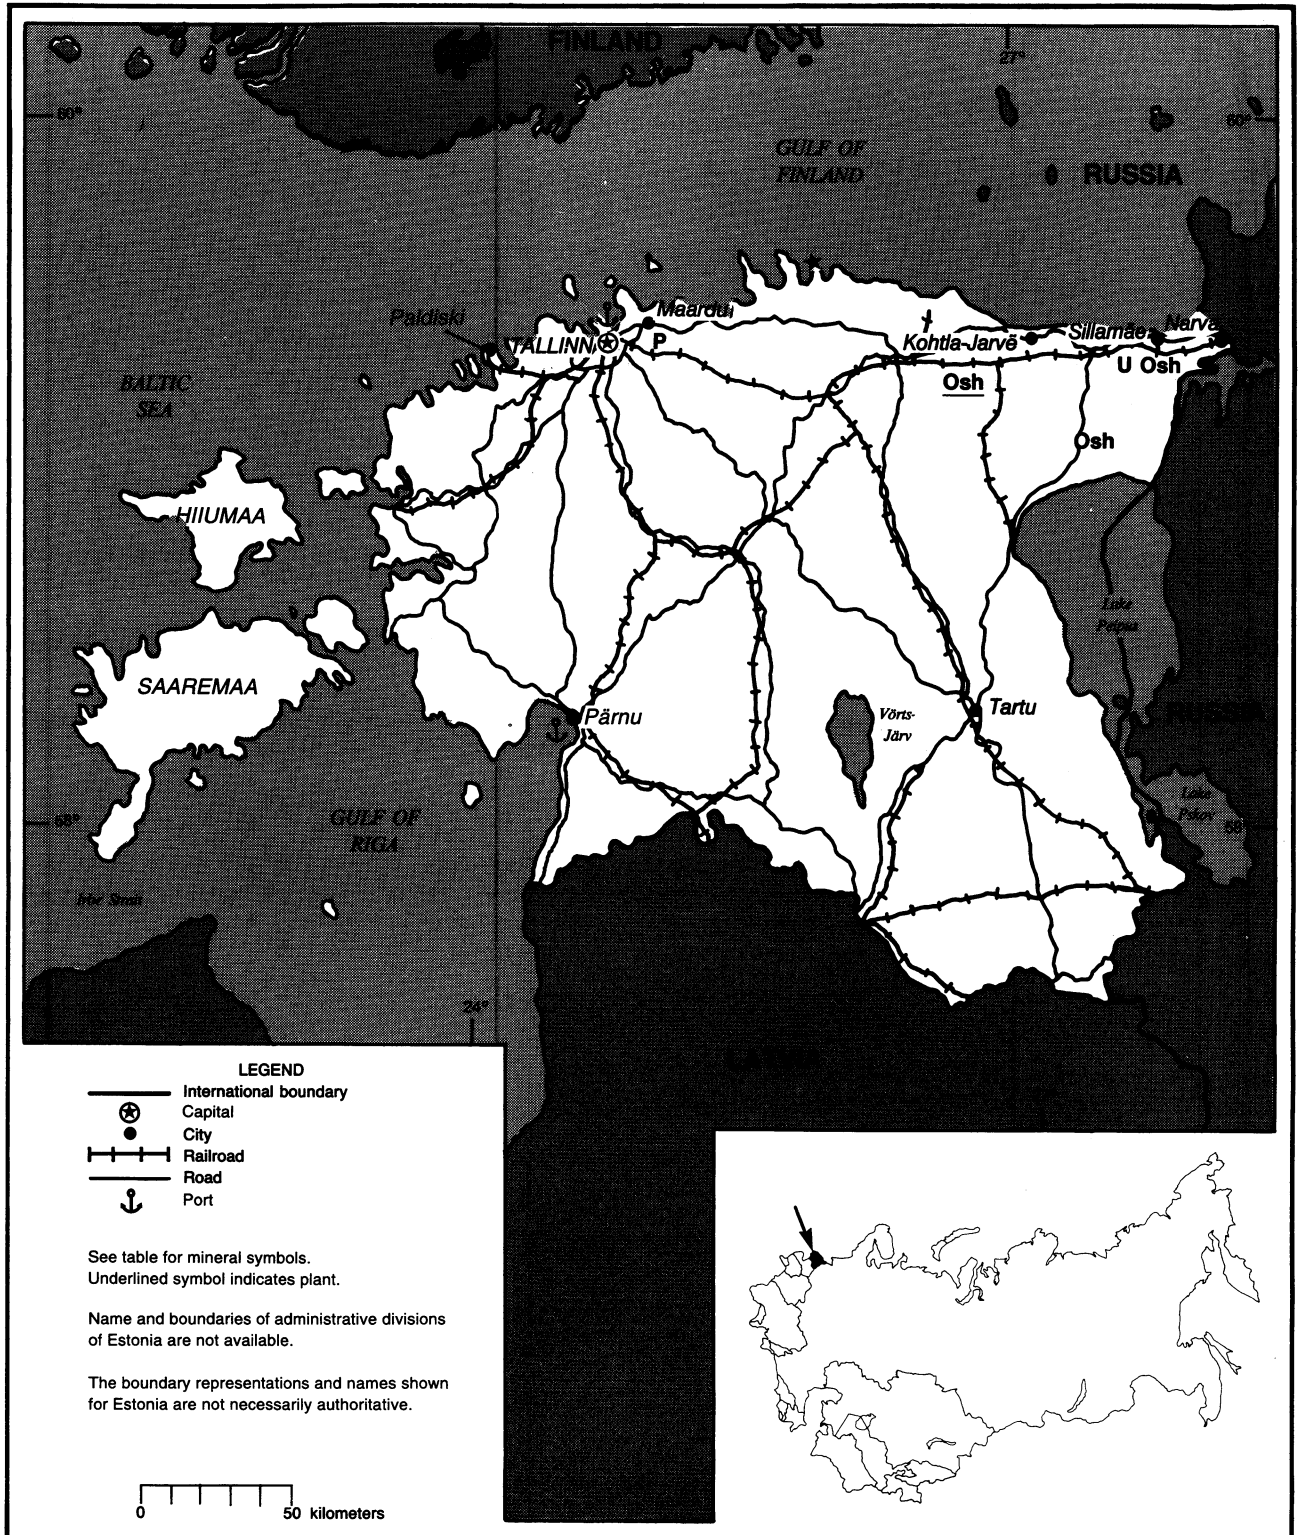 FINLAND
27°
60°
60°
GULF OF
FINLAND
RUSSIA
Paldiski
Maardu
TALLINN
P
Kohtla-Jarvē
Sillamäe
Narva
U Osh
Osh
BALTIC
SEA
Osh
HIIUMAA
Lake
Peipus
SAAREMAA
Pärnu
Võrts-
Järv
Tartu
RUSSIA
Lake
Pskov
58°
GULF OF
RIGA
58°
Irbe Strait
24°
LATVIA
LEGEND
International boundary
Capital
City
Railroad
Road
Port
See table for mineral symbols.
Underlined symbol indicates plant.
Name and boundaries of administrative divisions
of Estonia are not available.
The boundary representations and names shown
for Estonia are not necessarily authoritative.
0 50 kilometers